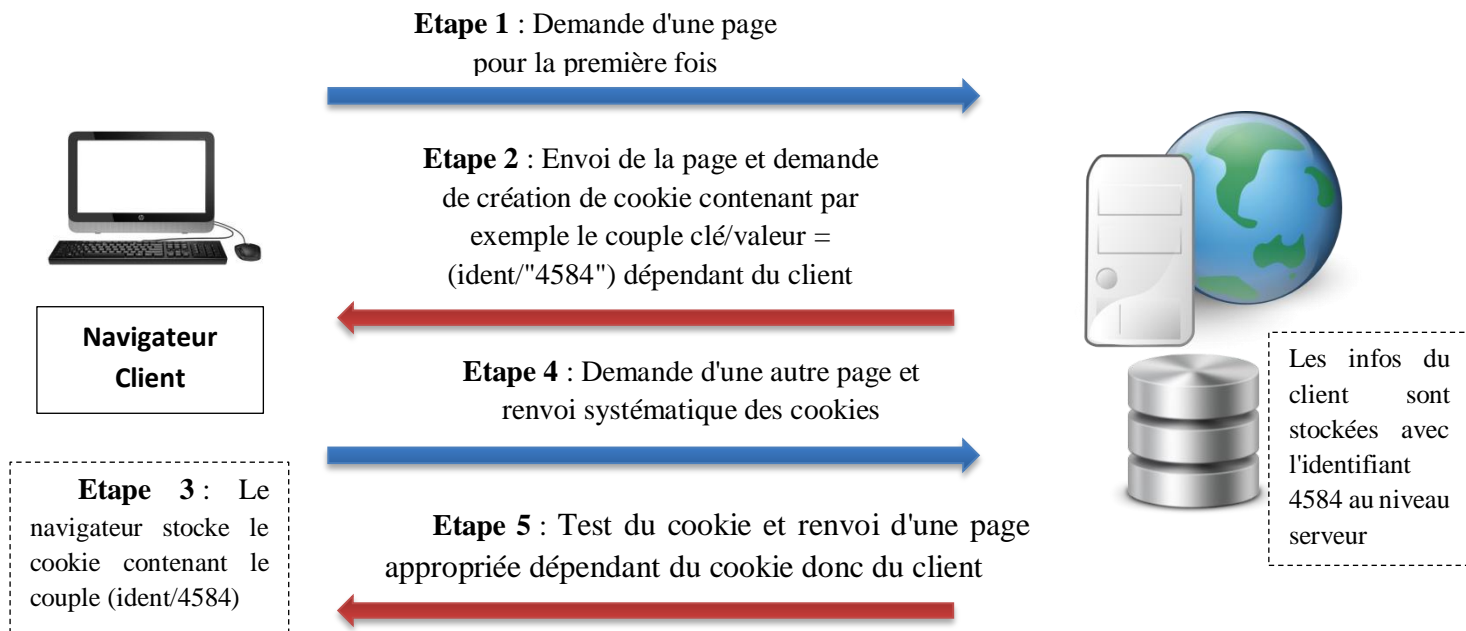 Etape 1 : Demande d'une page
pour la première fois
Etape 2 : Envoi de la page et demande
de création de cookie contenant par
exemple le couple clé/valeur =
(ident/"4584") dépendant du client
Navigateur
Client
Etape 3 : Le
navigateur stocke le
cookie contenant le
couple (ident/4584)
Etape 4 : Demande d'une autre page et
renvoi systématique des cookies
Etape 5 : Test du cookie et renvoi d'une page
appropriée dépendant du cookie donc du client
Les infos du
client sont
stockées avec
l'identifiant
4584 au niveau
serveur